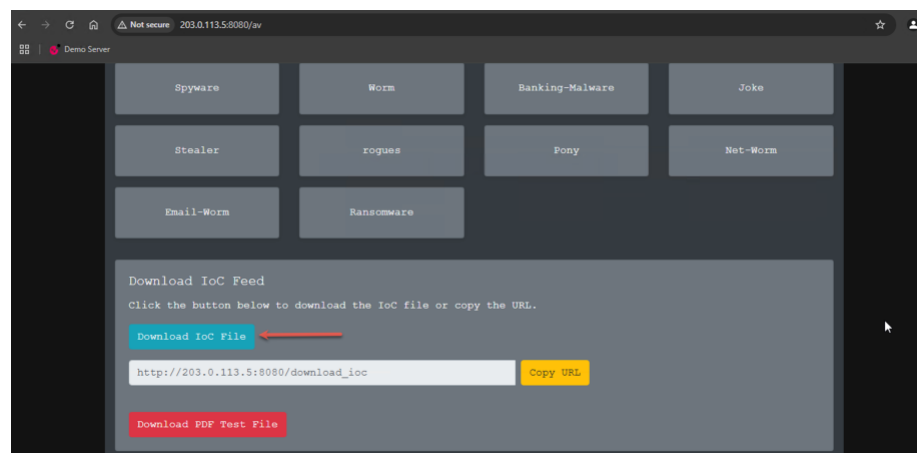 Not secure 203.0.113.5:8080/av
Demo Server
Spyware Worm Banking-Malware Joke
Stealer rogues Pony Net-Worm
Email-Worm Ransomware
Download IoC Feed
Click the button below to download the IoC file or copy the URL.
Download IoC File
http://203.0.113.5:8080/download_ioc Copy URL
Download PDF Test File